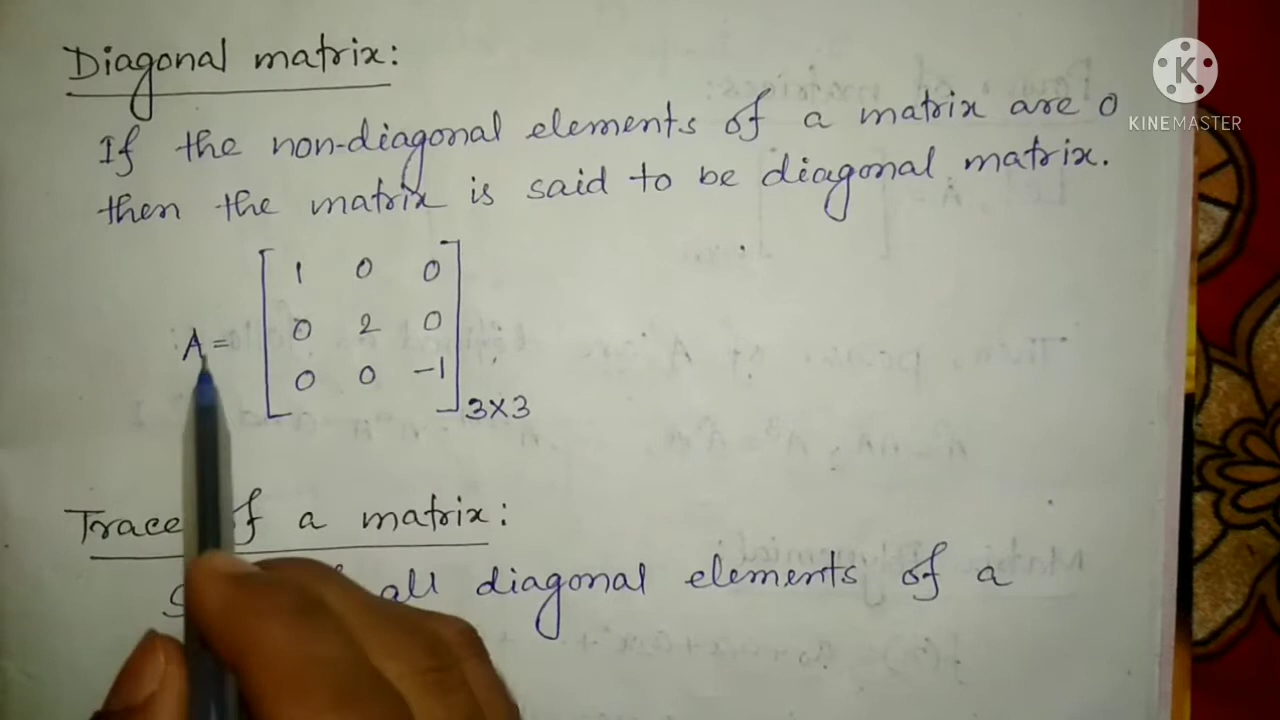 Diagonal matrix:
K
KINEMASTER
If the non-diagonal elements of a matrix are 0
then the matrix is said to be diagonal matrix.
1 0 0
0 2 0
A =
0 0 -1
3×3
Trace of a matrix:
all diagonal elements of a